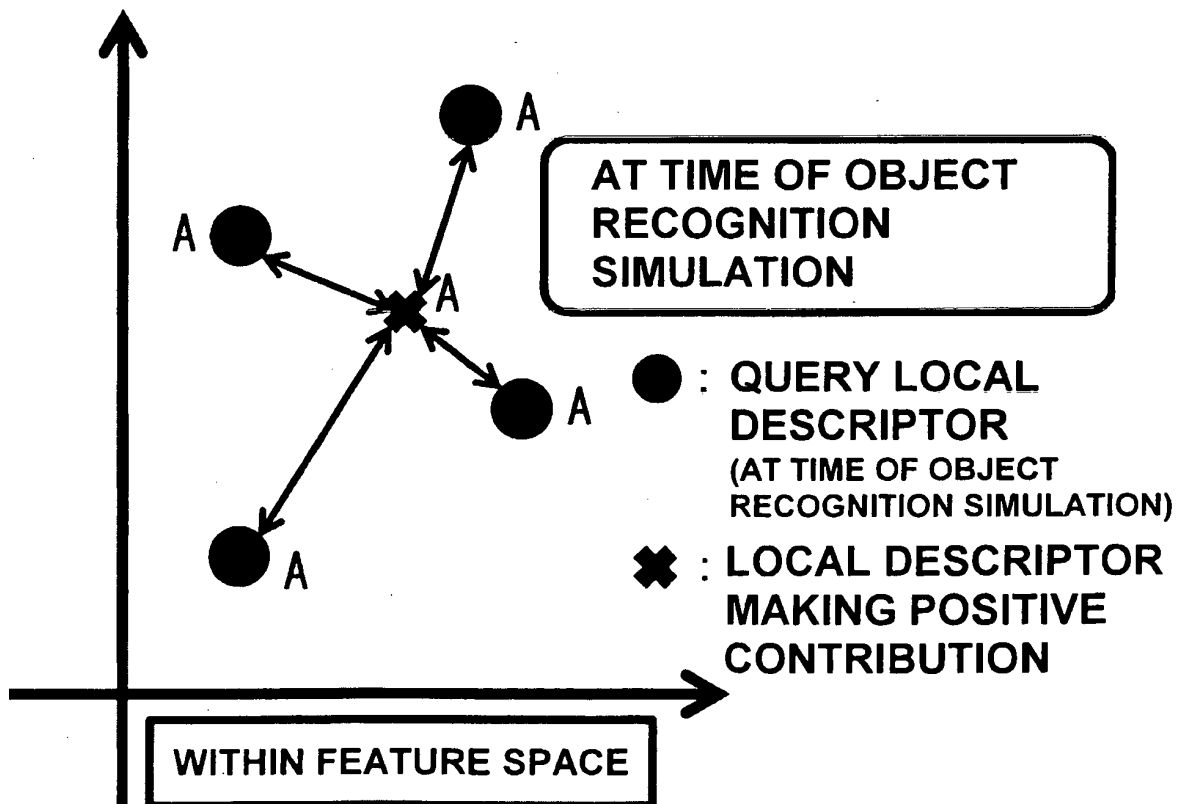 A
AT TIME OF OBJECT
RECOGNITION
SIMULATION
A
A
A
A
● : QUERY LOCAL
DESCRIPTOR
(AT TIME OF OBJECT
RECOGNITION SIMULATION)
✖ : LOCAL DESCRIPTOR
MAKING POSITIVE
CONTRIBUTION
WITHIN FEATURE SPACE